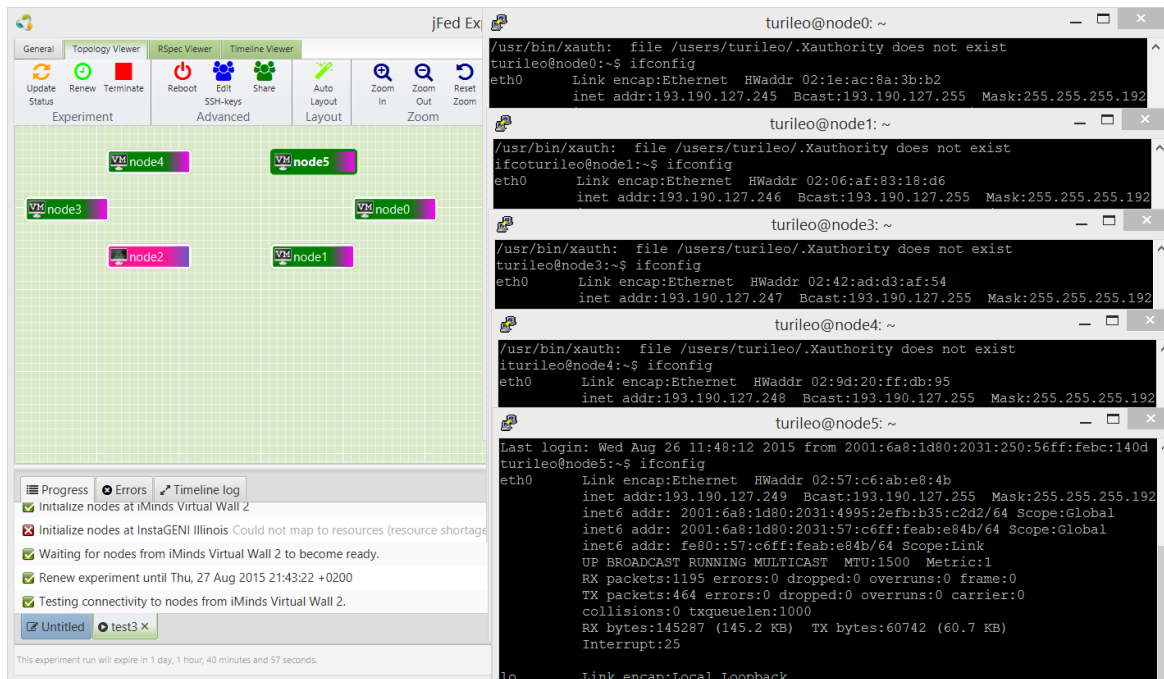 jFed Exp
General Topology Viewer RSpec Viewer Timeline Viewer
Update Status Renew Terminate Reboot Edit SSH-keys Share Auto Layout Zoom In Zoom Out Reset Zoom
Experiment Advanced Layout Zoom
VM node4
VM node5
VM node3
VM node0
node2
VM node1
Progress Errors Timeline log
Initialize nodes at iMinds Virtual Wall 2
Initialize nodes at InstaGENI Illinois Could not map to resources (resource shortage
Waiting for nodes from iMinds Virtual Wall 2 to become ready.
Renew experiment until Thu, 27 Aug 2015 21:43:22 +0200
Testing connectivity to nodes from iMinds Virtual Wall 2.
Untitled test3 ×
This experiment run will expire in 1 day, 1 hour, 40 minutes and 57 seconds.
turileo@node0: ~
/usr/bin/xauth:  file /users/turileo/.Xauthority does not exist
turileo@node0:~$ ifconfig
eth0      Link encap:Ethernet  HWaddr 02:1e:ac:8a:3b:b2
inet addr:193.190.127.245  Bcast:193.190.127.255  Mask:255.255.255.192
turileo@node1: ~
/usr/bin/xauth:  file /users/turileo/.Xauthority does not exist
ifcoturileo@node1:~$ ifconfig
eth0      Link encap:Ethernet  HWaddr 02:06:af:83:18:d6
inet addr:193.190.127.246  Bcast:193.190.127.255  Mask:255.255.255.192
turileo@node3: ~
/usr/bin/xauth:  file /users/turileo/.Xauthority does not exist
turileo@node3:~$ ifconfig
eth0      Link encap:Ethernet  HWaddr 02:42:ad:d3:af:54
inet addr:193.190.127.247  Bcast:193.190.127.255  Mask:255.255.255.192
turileo@node4: ~
/usr/bin/xauth:  file /users/turileo/.Xauthority does not exist
iturileo@node4:~$ ifconfig
eth0      Link encap:Ethernet  HWaddr 02:9d:20:ff:db:95
inet addr:193.190.127.248  Bcast:193.190.127.255  Mask:255.255.255.192
turileo@node5: ~
Last login: Wed Aug 26 11:48:12 2015 from 2001:6a8:1d80:2031:250:56ff:febc:140d
turileo@node5:~$ ifconfig
eth0      Link encap:Ethernet  HWaddr 02:57:c6:ab:e8:4b
inet addr:193.190.127.249  Bcast:193.190.127.255  Mask:255.255.255.192
inet6 addr: 2001:6a8:1d80:2031:4995:2efb:b35:c2d2/64 Scope:Global
inet6 addr: 2001:6a8:1d80:2031:57:c6ff:feab:e84b/64 Scope:Global
inet6 addr: fe80::57:c6ff:feab:e84b/64 Scope:Link
UP BROADCAST RUNNING MULTICAST  MTU:1500  Metric:1
RX packets:1195 errors:0 dropped:0 overruns:0 frame:0
TX packets:464 errors:0 dropped:0 overruns:0 carrier:0
collisions:0 txqueuelen:1000
RX bytes:145287 (145.2 KB)  TX bytes:60742 (60.7 KB)
Interrupt:25
lo        Link encap:Local Loopback